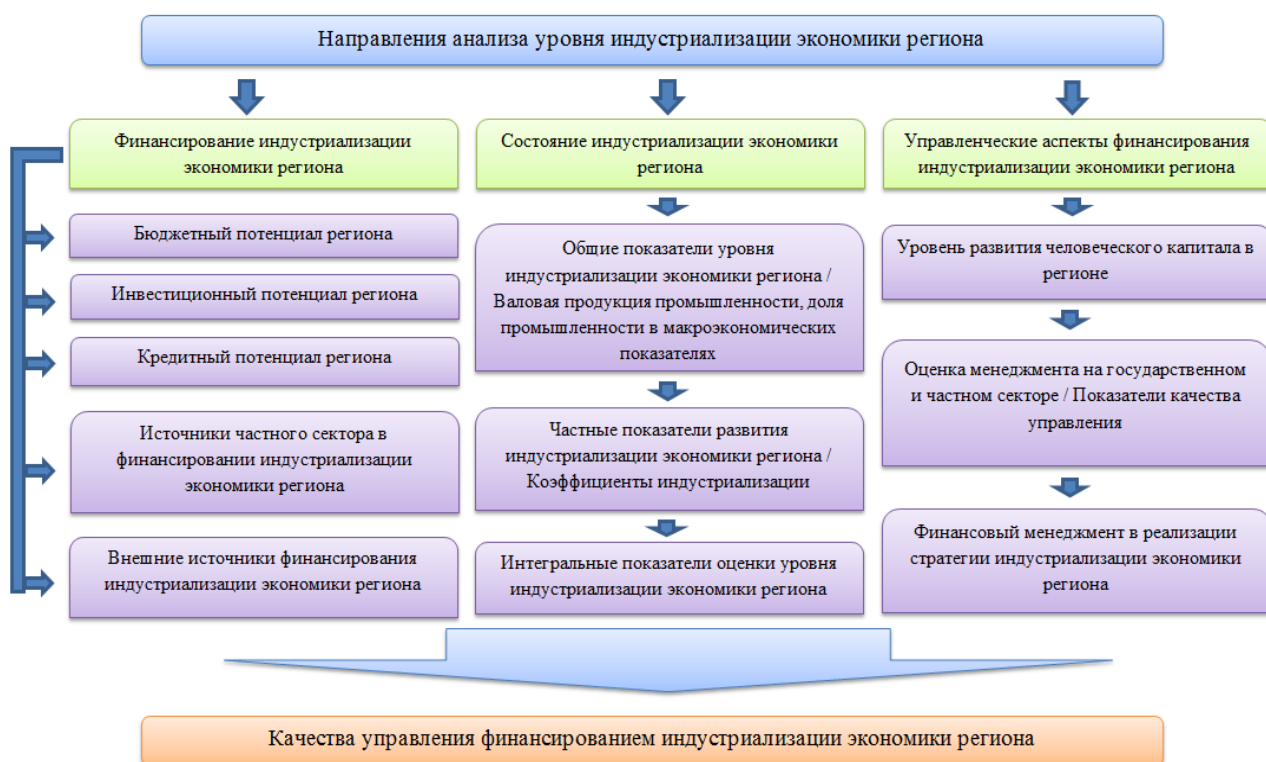 Направления анализа уровня индустриализации экономики региона
Финансирование индустриализации
экономики региона
Бюджетный потенциал региона
Инвестиционный потенциал региона
Кредитный потенциал региона
Источники частного сектора в
финансировании индустриализации
экономики региона
Внешние источники финансирования
индустриализации экономики региона
Состояние индустриализации экономики
региона
Общие показатели уровня
индустриализации экономики региона /
Валовая продукция промышленности, доля
промышленности в макроэкономических
показателях
Частные показатели развития
индустриализации экономики региона /
Коэффициенты индустриализации
Интегральные показатели оценки уровня
индустриализации экономики региона
Управленческие аспекты финансирования
индустриализации экономики региона
Уровень развития человеческого капитала в
регионе
Оценка менеджмента на государственном
и частном секторе / Показатели качества
управления
Финансовый менеджмент в реализации
стратегии индустриализации экономики
региона
Качества управления финансированием индустриализации экономики региона